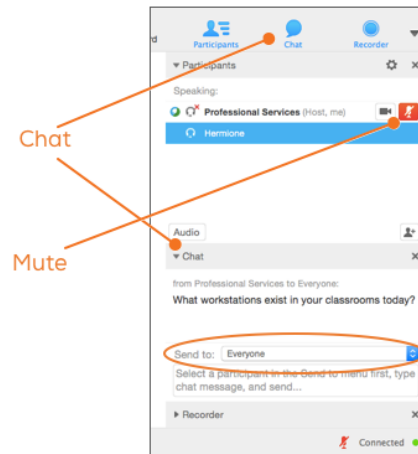 rd
Participants
Chat
Recorder
Participants
Speaking:
Professional Services (Host, me)
Hermione
Chat
Mute
Audio
Chat
from Professional Services to Everyone:
What workstations exist in your classrooms today?
Send to: Everyone
Select a participant in the Send to menu first, type
chat message, and send...
Recorder
Connected